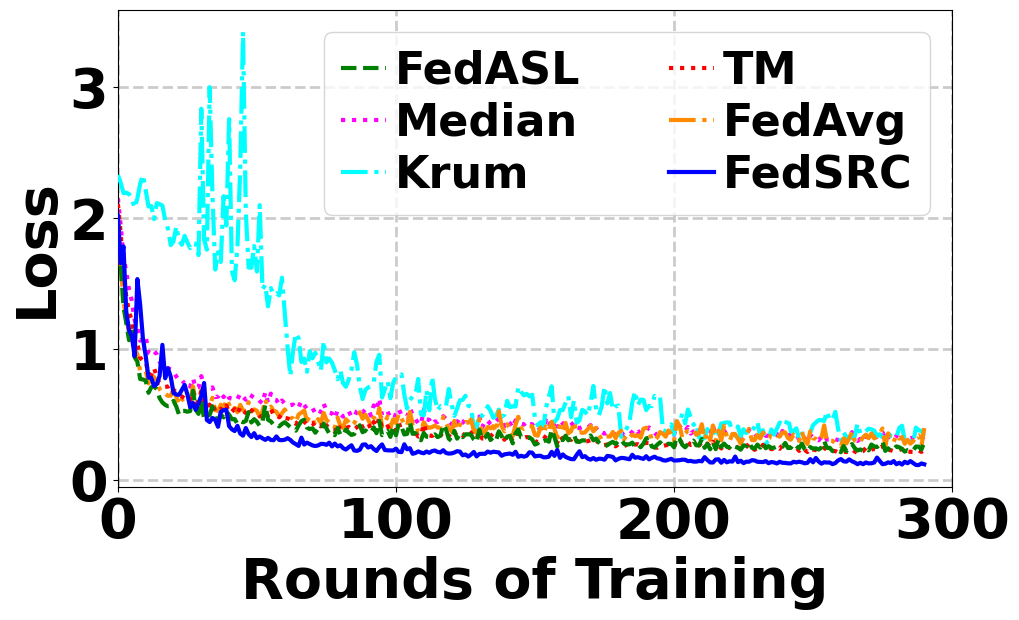 3
2
1
0
Loss
FedASL
Median
Krum
TM
FedAvg
FedSRC
0 100 200 300
Rounds of Training